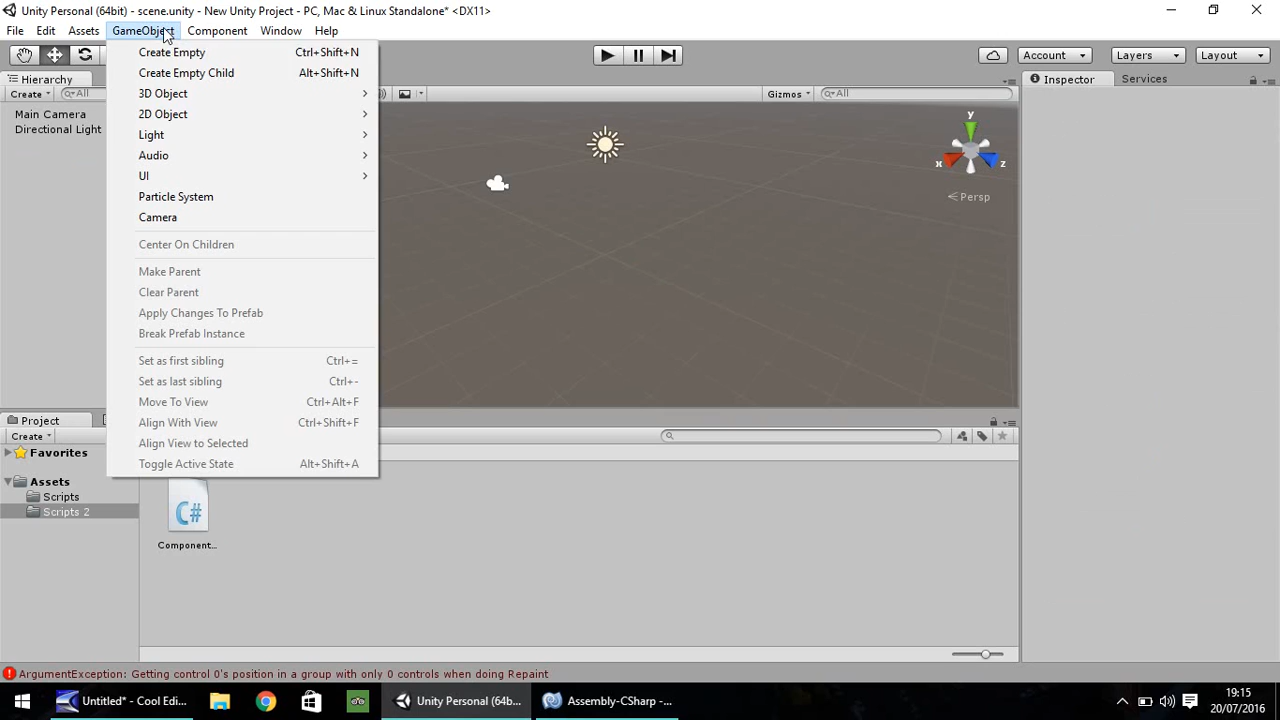 Unity Personal (64bit) - scene.unity - New Unity Project - PC, Mac & Linux Standalone* <DX11>
File Edit Assets GameObject Component Window Help
Account Layers Layout
Hierarchy
Inspector Services
Create All
Gizmos All
Main Camera
Directional Light
Create Empty Ctrl+Shift+N
Create Empty Child Alt+Shift+N
3D Object
2D Object
Light
Audio
UI
Particle System
Camera
Center On Children
Make Parent
Clear Parent
Apply Changes To Prefab
Break Prefab Instance
Set as first sibling Ctrl+=
Set as last sibling Ctrl+-
Move To View Ctrl+Alt+F
Align With View Ctrl+Shift+F
Align View to Selected
Toggle Active State Alt+Shift+A
y
x z
Persp
Project
Create
Favorites
Assets
Scripts
Scripts 2
C#
Component...
ArgumentException: Getting control 0's position in a group with only 0 controls when doing Repaint
Untitled* - Cool Edi...
Unity Personal (64b...
Assembly-CSharp -...
19:15
20/07/2016